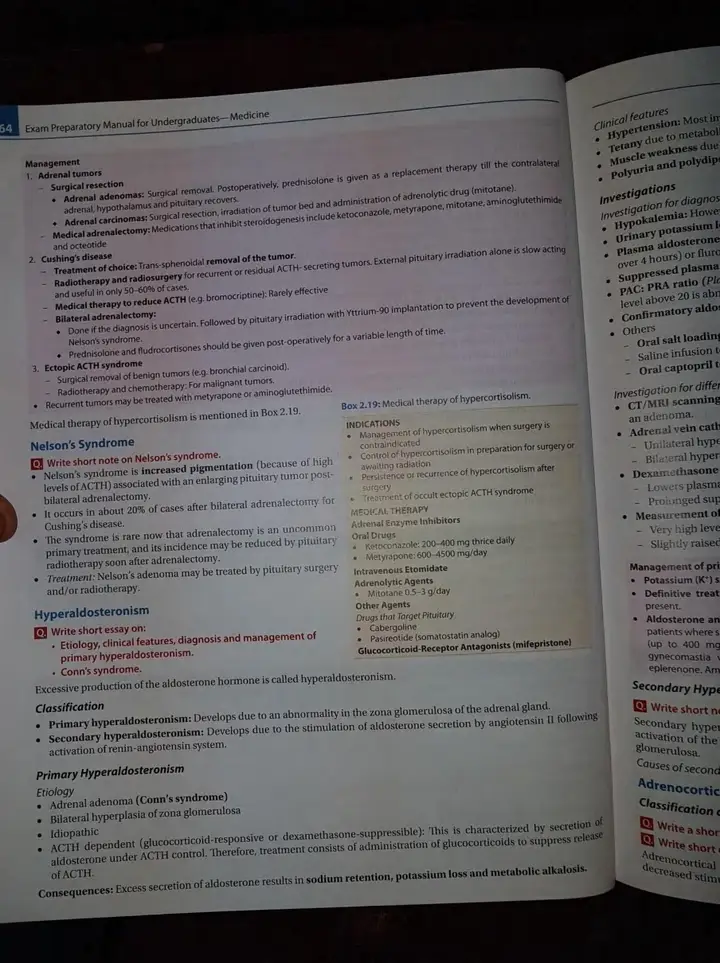 64 Exam Preparatory Manual for Undergraduates—Medicine
Management
1. Adrenal tumors
– Surgical resection
• Adrenal adenomas: Surgical removal. Postoperatively, prednisolone is given as a replacement therapy till the contralateral
adrenal, hypothalamus and pituitary recovers.
• Adrenal carcinomas: Surgical resection, irradiation of tumor bed and administration of adrenolytic drug (mitotane).
– Medical adrenalectomy: Medications that inhibit steroidogenesis include ketoconazole, metyrapone, mitotane, aminoglutethimide
and octeotide
2. Cushing's disease
– Treatment of choice: Trans-sphenoidal removal of the tumor.
– Radiotherapy and radiosurgery for recurrent or residual ACTH- secreting tumors. External pituitary irradiation alone is slow acting
and useful in only 50–60% of cases.
– Medical therapy to reduce ACTH (e.g. bromocriptine): Rarely effective
– Bilateral adrenalectomy:
• Done if the diagnosis is uncertain. Followed by pituitary irradiation with Yttrium-90 implantation to prevent the development of
Nelson's syndrome.
• Prednisolone and fludrocortisones should be given post-operatively for a variable length of time.
3. Ectopic ACTH syndrome
– Surgical removal of benign tumors (e.g. bronchial carcinoid).
– Radiotherapy and chemotherapy: For malignant tumors.
• Recurrent tumors may be treated with metyrapone or aminoglutethimide.
Medical therapy of hypercortisolism is mentioned in Box 2.19.
Nelson's Syndrome
Q Write short note on Nelson's syndrome.
• Nelson's syndrome is increased pigmentation (because of high
levels of ACTH) associated with an enlarging pituitary tumor post-
bilateral adrenalectomy.
• It occurs in about 20% of cases after bilateral adrenalectomy for
Cushing's disease.
• The syndrome is rare now that adrenalectomy is an uncommon
primary treatment, and its incidence may be reduced by pituitary
radiotherapy soon after adrenalectomy.
• Treatment: Nelson's adenoma may be treated by pituitary surgery
and/or radiotherapy.
Box 2.19: Medical therapy of hypercortisolism.
INDICATIONS
• Management of hypercortisolism when surgery is
contraindicated
• Control of hypercortisolism in preparation for surgery or
awaiting radiation
• Persistence or recurrence of hypercortisolism after
surgery
• Treatment of occult ectopic ACTH syndrome
MEDICAL THERAPY
Adrenal Enzyme Inhibitors
Oral Drugs
• Ketoconazole: 200–400 mg thrice daily
• Metyrapone: 600–4500 mg/day
Intravenous Etomidate
Adrenolytic Agents
• Mitotane 0.5–3 g/day
Other Agents
Drugs that Target Pituitary
• Cabergoline
• Pasireotide (somatostatin analog)
Glucocorticoid-Receptor Antagonists (mifepristone)
Hyperaldosteronism
Q Write short essay on:
• Etiology, clinical features, diagnosis and management of
primary hyperaldosteronism.
• Conn's syndrome.
Excessive production of the aldosterone hormone is called hyperaldosteronism.
Classification
• Primary hyperaldosteronism: Develops due to an abnormality in the zona glomerulosa of the adrenal gland.
• Secondary hyperaldosteronism: Develops due to the stimulation of aldosterone secretion by angiotensin II following
activation of renin-angiotensin system.
Primary Hyperaldosteronism
Etiology
• Adrenal adenoma (Conn's syndrome)
• Bilateral hyperplasia of zona glomerulosa
• Idiopathic
• ACTH dependent (glucocorticoid-responsive or dexamethasone-suppressible): This is characterized by secretion of
aldosterone under ACTH control. Therefore, treatment consists of administration of glucocorticoids to suppress release
of ACTH.
Consequences: Excess secretion of aldosterone results in sodium retention, potassium loss and metabolic alkalosis.
Clinical features
• Hypertension: Most
• Tetany due to
• Muscle weakness due
• Polyuria and
Investigations
Investigation for
• Hypokalemia:
• Urinary potassium
• Plasma aldosterone
over 4 hours) or
• Suppressed plasma
• PAC: PRA ratio
level above 20 is
• Confirmatory
• Others
– Oral salt
– Saline infusion
– Oral captopril
Investigation for
• CT/MRI scanning
an adenoma.
• Adrenal vein
– Unilateral
– Bilateral
• Dexamethasone
– Lowers
– Prolonged
• Measurement of
– Very high
– Slightly raised
Management of
• Potassium (K⁺)
• Definitive
present.
• Aldosterone
patients where
(up to 400 mg
gynecomastia
eplerenone.
Secondary
Q Write short
Secondary
activation of the
glomerulosa.
Causes of
Classification
Q Write a
Q Write short
Adrenocortical
decreased